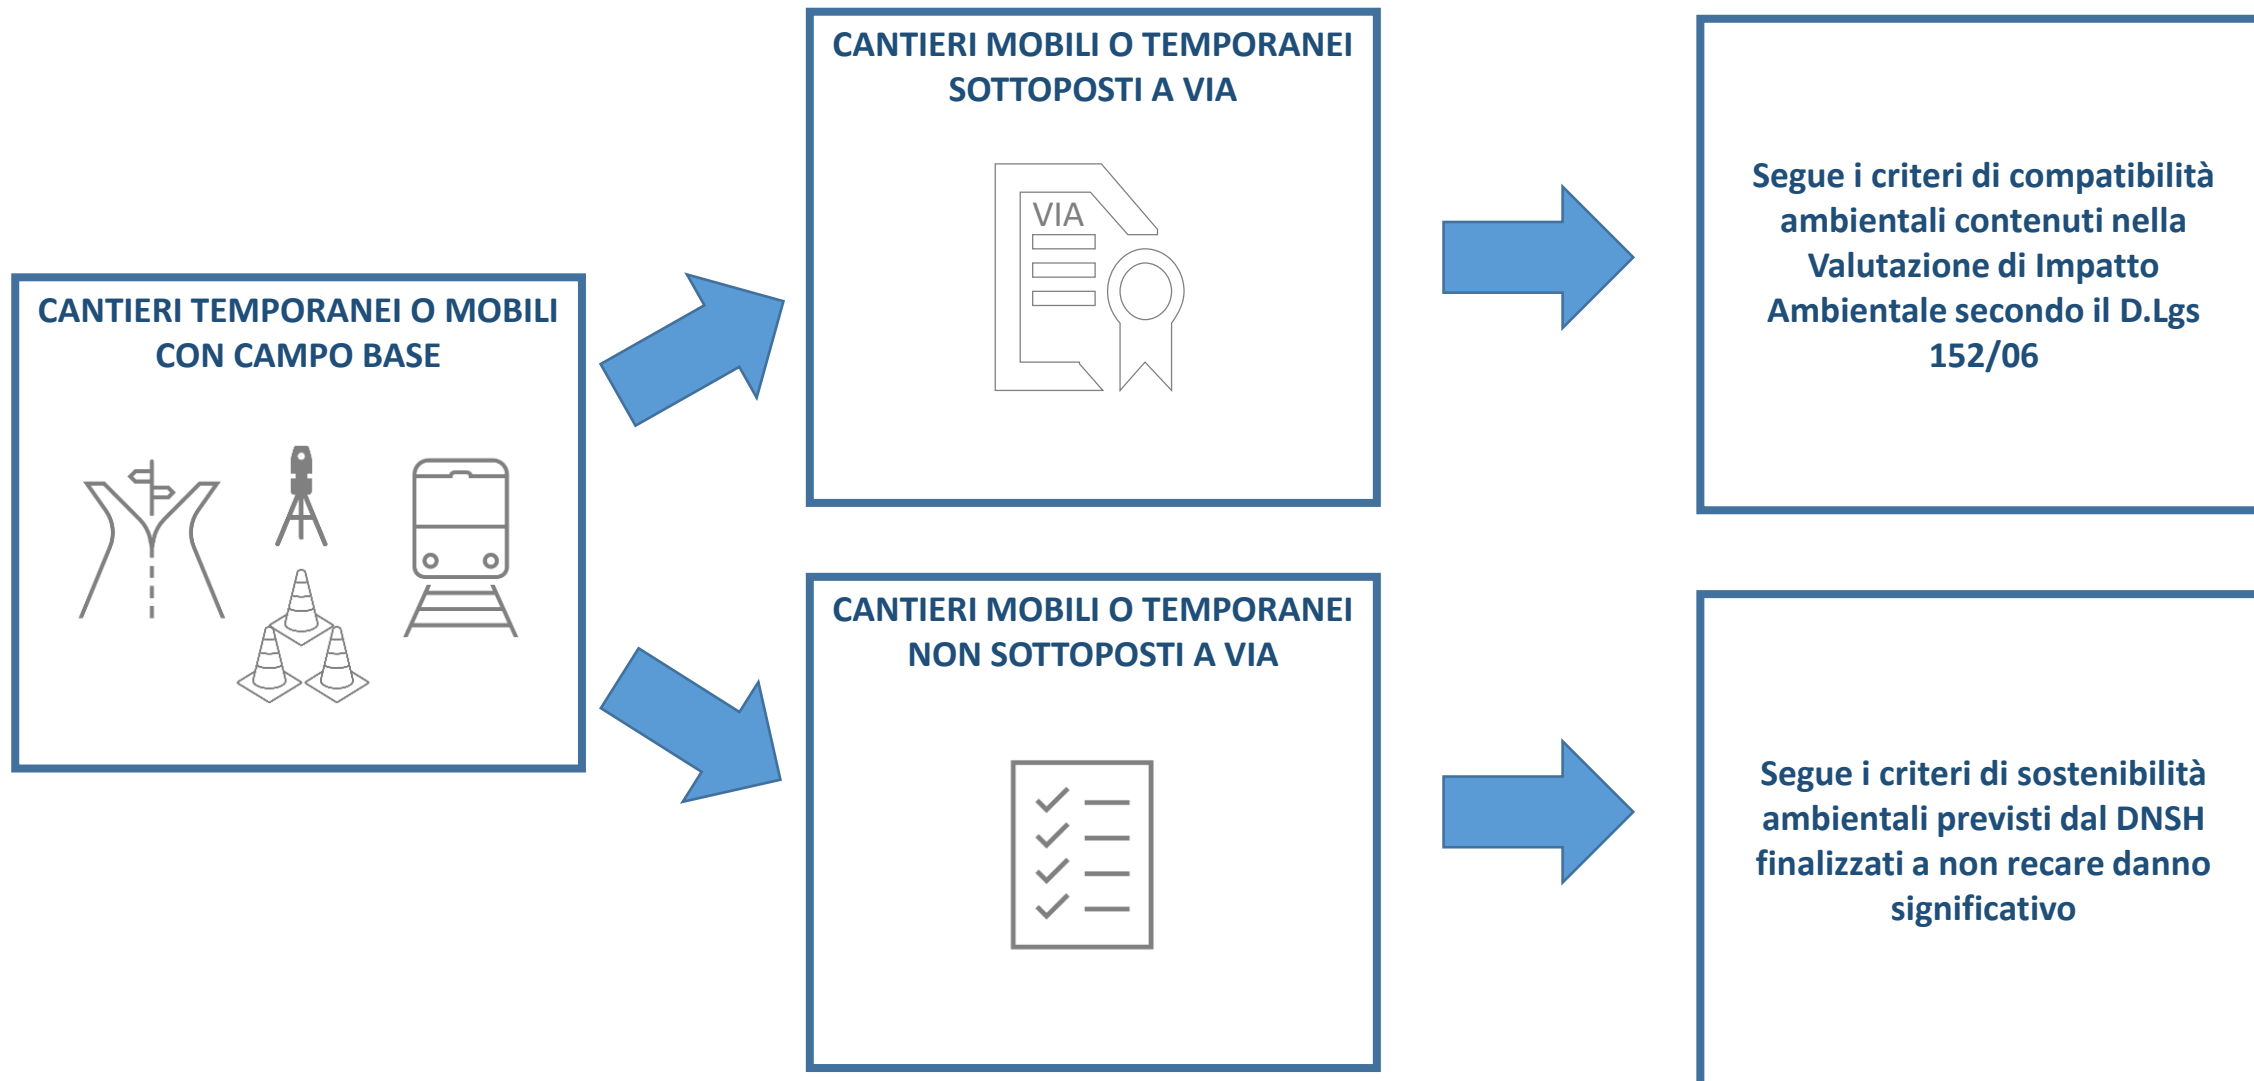 CANTIERI TEMPORANEI O MOBILI
CON CAMPO BASE
CANTIERI MOBILI O TEMPORANEI
SOTTOPOSTI A VIA
VIA
Segue i criteri di compatibilità
ambientali contenuti nella
Valutazione di Impatto
Ambientale secondo il D.Lgs
152/06
CANTIERI MOBILI O TEMPORANEI
NON SOTTOPOSTI A VIA
Segue i criteri di sostenibilità
ambientali previsti dal DNSH
finalizzati a non recare danno
significativo